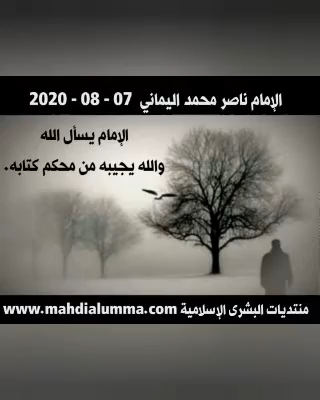 الإمام ناصر محمد اليماني 07 - 08 - 2020
الإمام يسأل الله
والله يجيبه من محكم كتابه.
منتديات البشرى الإسلامية www.mahdialumma.com